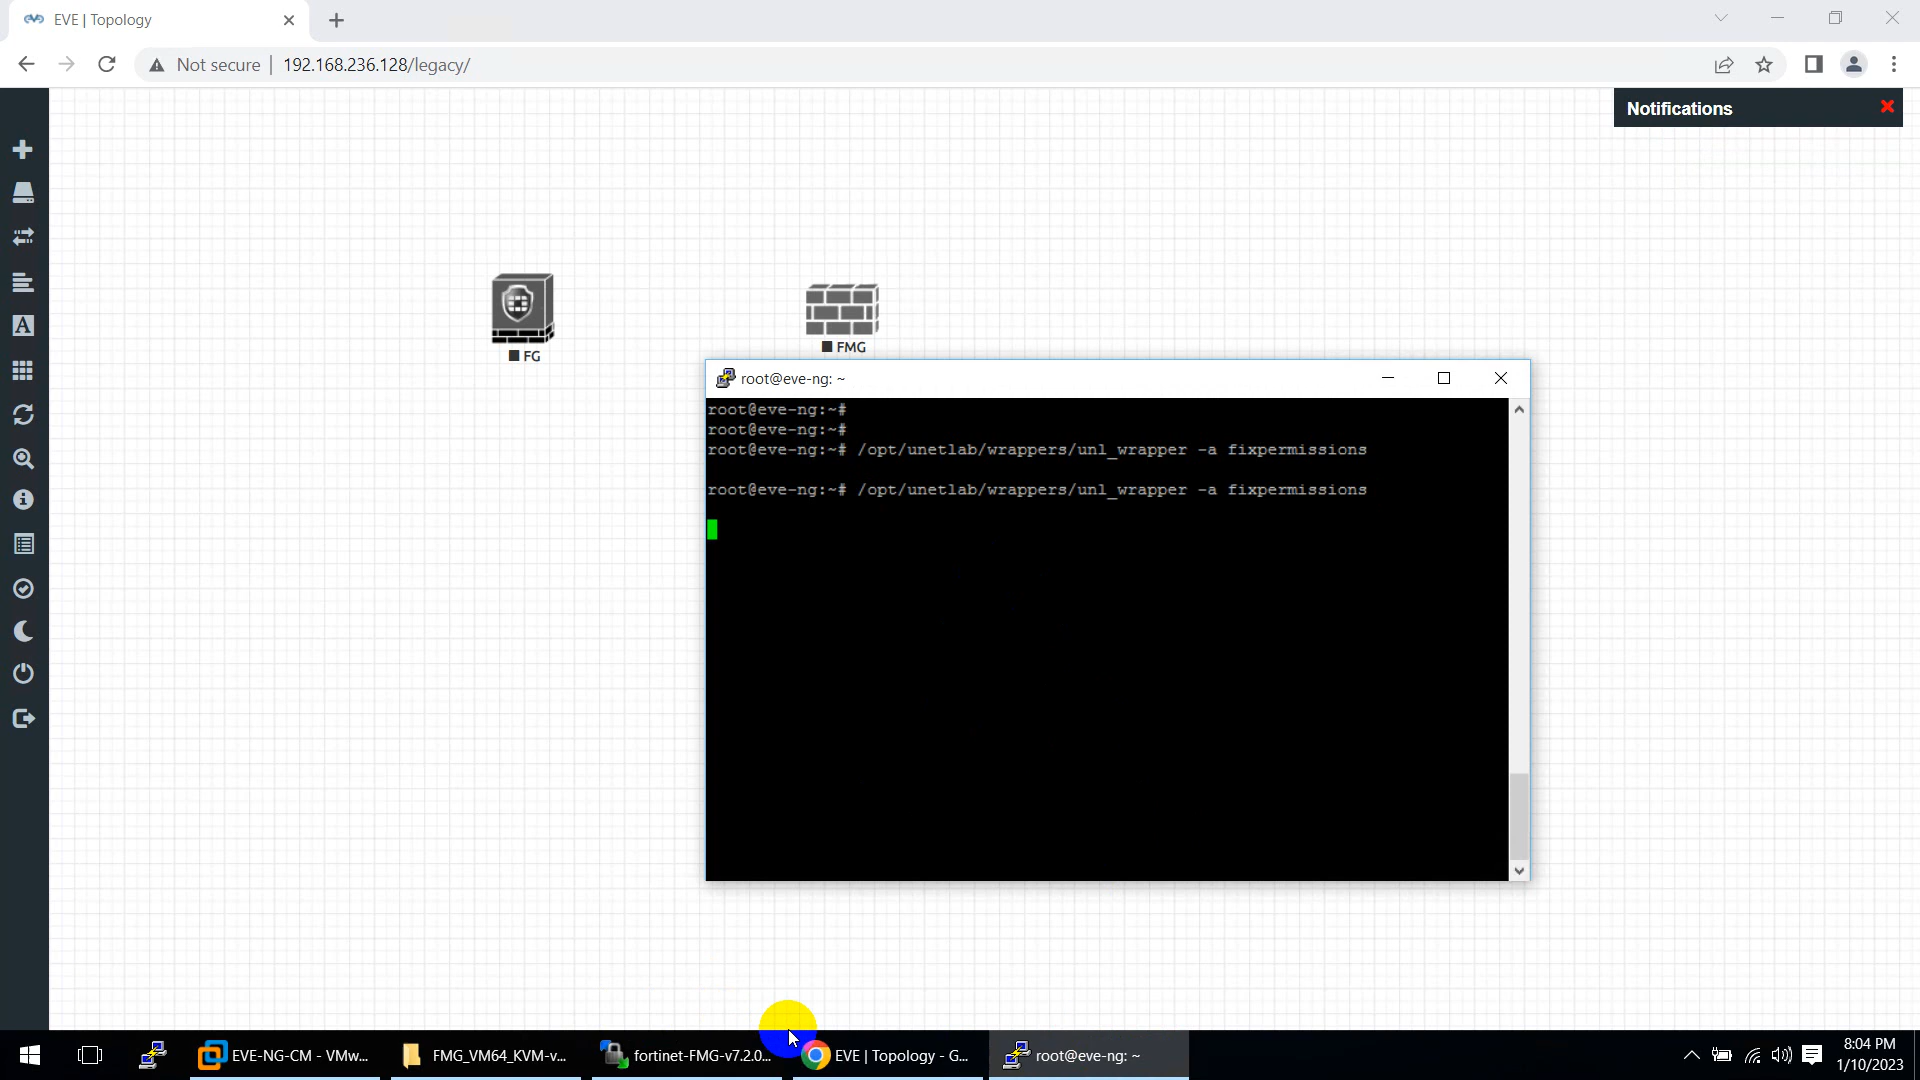 EVE | Topology
Not secure | 192.168.236.128/legacy/
Notifications
FG
FMG
root@eve-ng: ~
root@eve-ng:~#
root@eve-ng:~#
root@eve-ng:~# /opt/unetlab/wrappers/unl_wrapper -a fixpermissions
root@eve-ng:~# /opt/unetlab/wrappers/unl_wrapper -a fixpermissions
EVE-NG-CM - VMw...
FMG_VM64_KVM-v...
fortinet-FMG-v7.2.0...
EVE | Topology - G...
root@eve-ng: ~
8:04 PM
1/10/2023